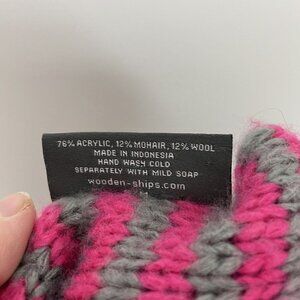 76% ACRYLIC, 12% MOHAIR, 12% WOOL
MADE IN INDONESIA
HAND WASH COLD
SEPARATELY WITH MILD SOAP
wooden-ships.com